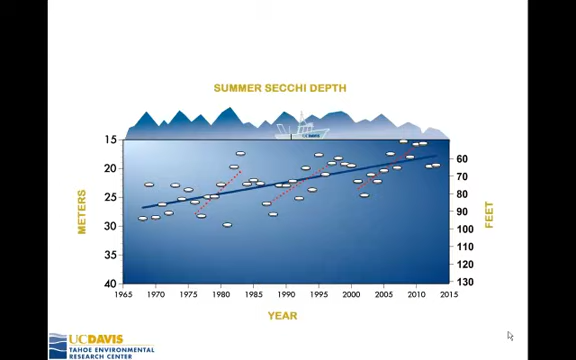 SUMMER SECCHI DEPTH
UC DAVIS
15
20
25
30
35
40
METERS
60
70
80
90
100
110
120
130
FEET
1965 1970 1975 1980 1985 1990 1995 2000 2005 2010 2015
YEAR
UCDAVIS
TAHOE ENVIRONMENTAL
RESEARCH CENTER